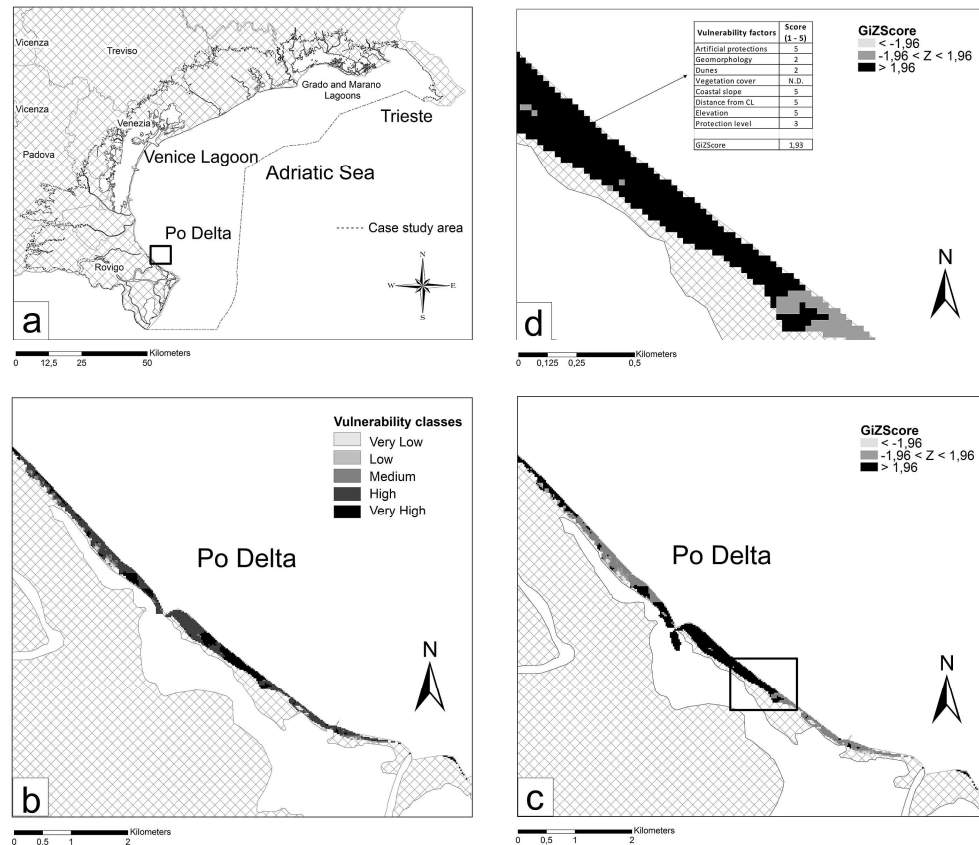 Vicenza
Treviso
Grado and Marano
Lagoons
Vicenza
Venezia
Trieste
Padova
Venice Lagoon
Adriatic Sea
Po Delta
Case study area
Rovigo
N
W E
S
a
Kilometers
0 12,5 25 50
Vulnerability factors Score (1 - 5)
Artificial protections 5
Geomorphology 2
Dunes 2
Vegetation cover N.D.
Coastal slope 5
Distance from CL 5
Elevation 5
Protection level 3
GiZScore 1,93
GiZScore
< -1,96
-1,96 < Z < 1,96
> 1,96
N
d
Kilometers
0 0,125 0,25 0,5
Vulnerability classes
Very Low
Low
Medium
High
Very High
Po Delta
N
b
Kilometers
0 0.5 1 2
GiZScore
< -1,96
-1,96 < Z < 1,96
> 1,96
Po Delta
N
c
Kilometers
0 0,5 1 2